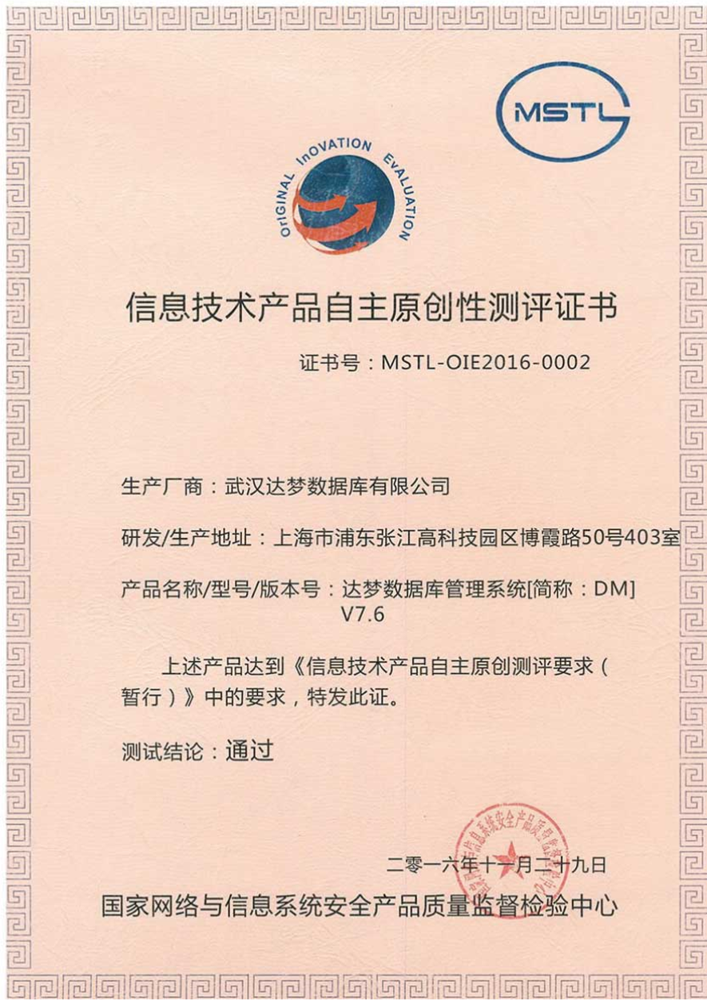 MSTL
OrIGINAL InOVATION EvALUATION
信息技术产品自主原创性测评证书
证书号：MSTL-OIE2016-0002
生产厂商：武汉达梦数据库有限公司
研发/生产地址：上海市浦东张江高科技园区博霞路50号403室
产品名称/型号/版本号：达梦数据库管理系统[简称：DM]
V7.6
上述产品达到《信息技术产品自主原创测评要求（
暂行）》中的要求，特发此证。
测试结论：通过
二零一六年十一月二十九日
国家网络与信息系统安全产品质量监督检验中心